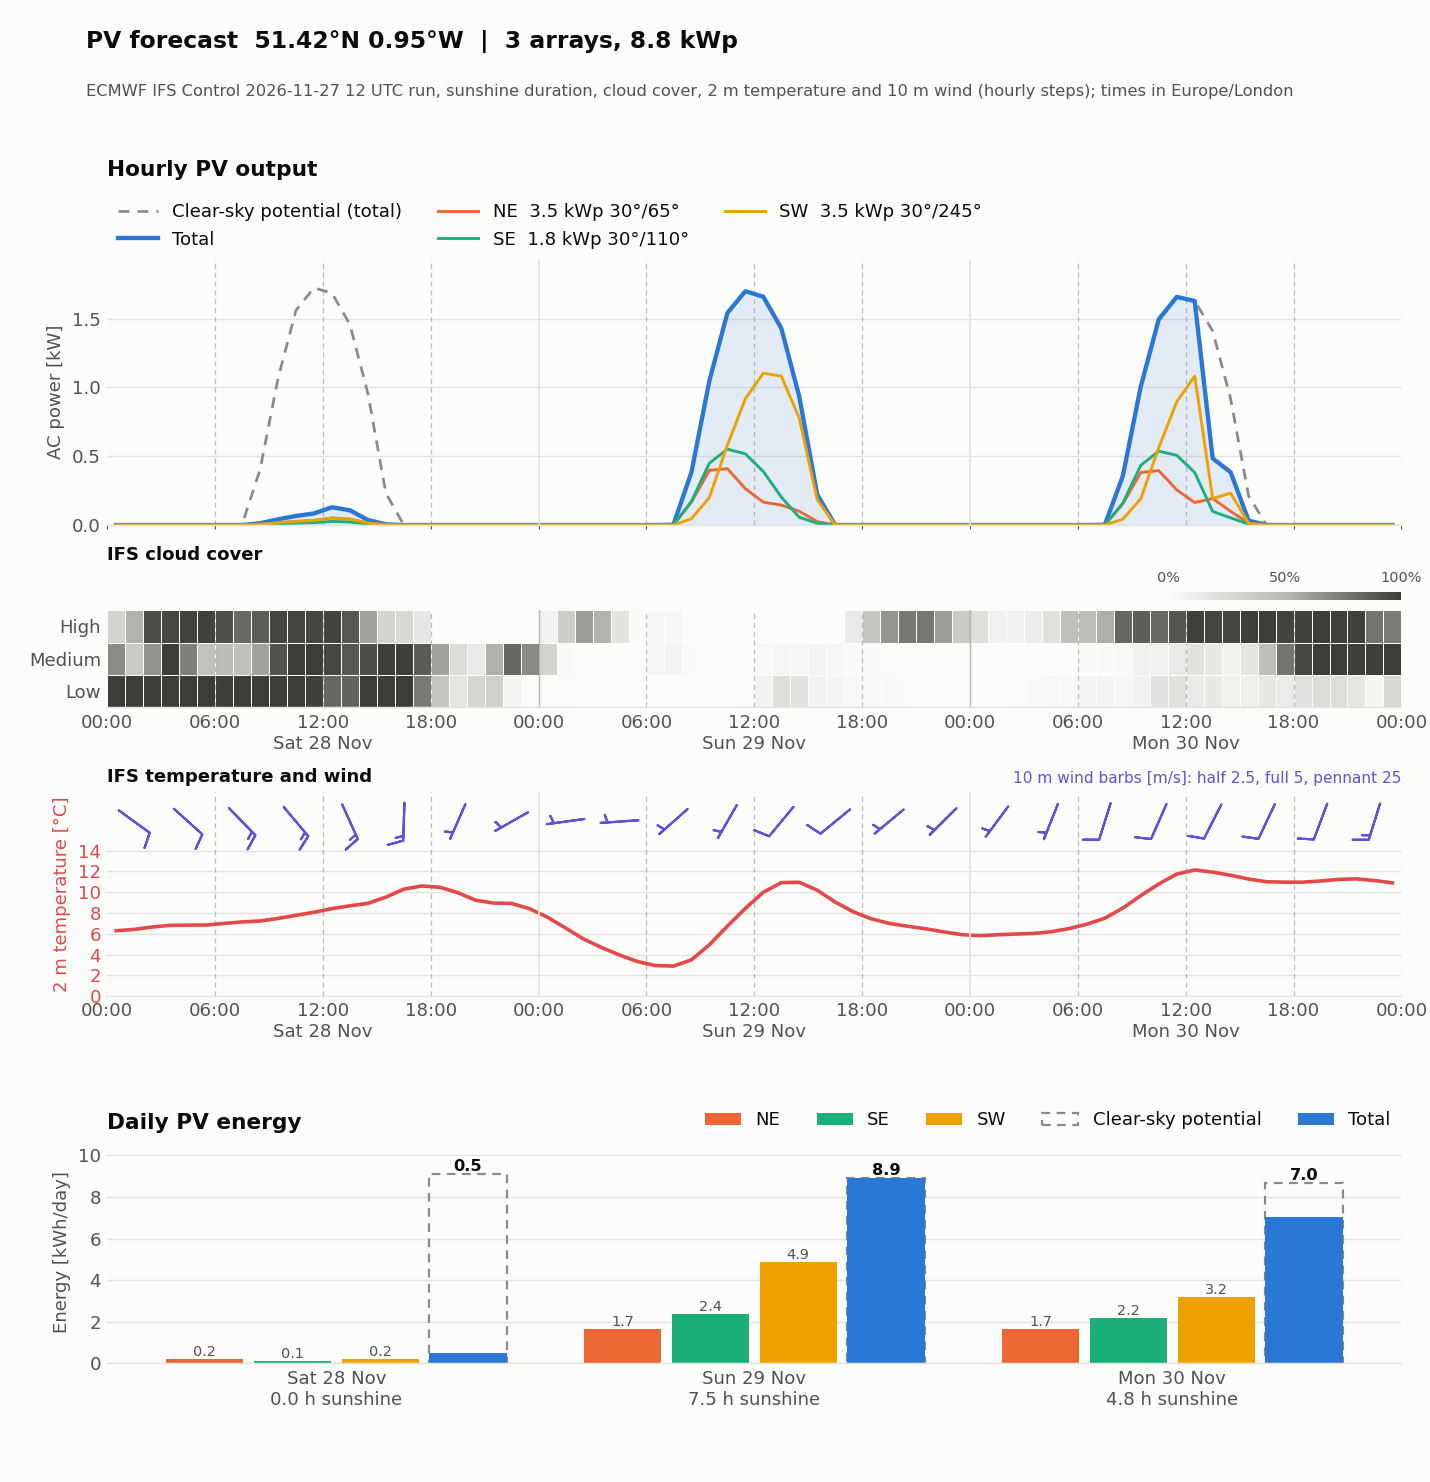 PV forecast  51.42°N 0.95°W  |  3 arrays, 8.8 kWp
ECMWF IFS Control 2026-11-27 12 UTC run, sunshine duration, cloud cover, 2 m temperature and 10 m wind (hourly steps); times in Europe/London
Hourly PV output
Clear-sky potential (total)
Total
NE  3.5 kWp 30°/65°
SE  1.8 kWp 30°/110°
SW  3.5 kWp 30°/245°
AC power [kW]
1.5
1.0
0.5
0.0
IFS cloud cover
0% 50% 100%
High
Medium
Low
00:00 06:00 12:00 18:00 00:00 06:00 12:00 18:00 00:00 06:00 12:00 18:00 00:00
Sat 28 Nov Sun 29 Nov Mon 30 Nov
IFS temperature and wind
10 m wind barbs [m/s]: half 2.5, full 5, pennant 25
2 m temperature [°C]
14
12
10
8
6
4
2
0
00:00 06:00 12:00 18:00 00:00 06:00 12:00 18:00 00:00 06:00 12:00 18:00 00:00
Sat 28 Nov Sun 29 Nov Mon 30 Nov
Daily PV energy
NE SE SW Clear-sky potential Total
Energy [kWh/day]
10
8
6
4
2
0
0.2 0.1 0.2 0.5
1.7 2.4 4.9 8.9
1.7 2.2 3.2 7.0
Sat 28 Nov Sun 29 Nov Mon 30 Nov
0.0 h sunshine 7.5 h sunshine 4.8 h sunshine